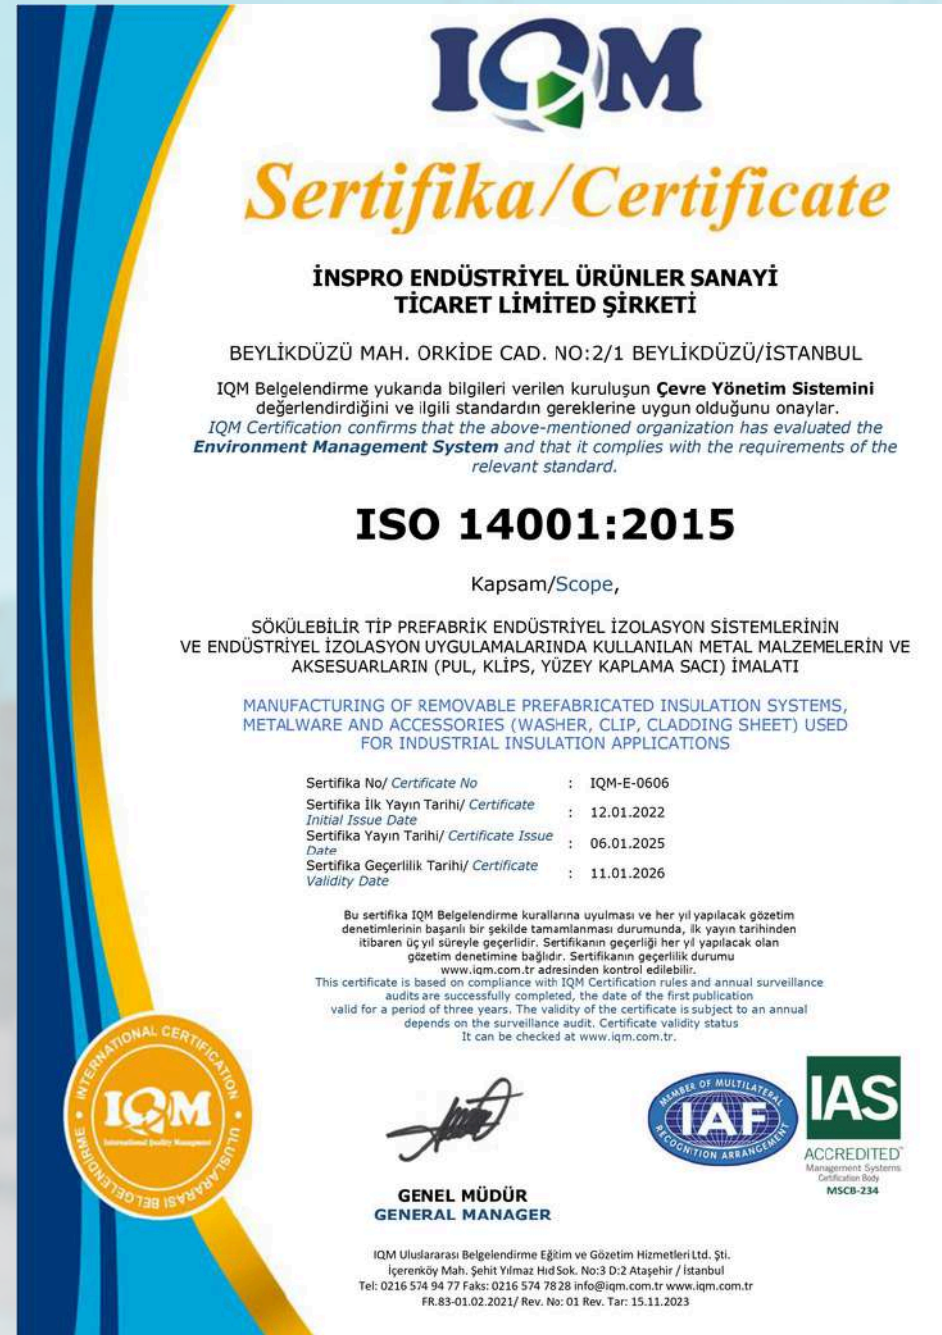 IQM
Sertifika/Certificate
İNSPRO ENDÜSTRİYEL ÜRÜNLER SANAYİ
TİCARET LİMİTED ŞİRKETİ
BEYLİKDÜZÜ MAH. ORKİDE CAD. NO:2/1 BEYLİKDÜZÜ/İSTANBUL
IQM Belgelendirme yukarıda bilgileri verilen kuruluşun Çevre Yönetim Sistemini
değerlendirdiğini ve ilgili standardın gereklerine uygun olduğunu onaylar.
IQM Certification confirms that the above-mentioned organization has evaluated the
Environment Management System and that it complies with the requirements of the
relevant standard.
ISO 14001:2015
Kapsam/Scope,
SÖKÜLEBİLİR TİP PREFABRİK ENDÜSTRİYEL İZOLASYON SİSTEMLERİNİN
VE ENDÜSTRİYEL İZOLASYON UYGULAMALARINDA KULLANILAN METAL MALZEMELERİN VE
AKSESUARLARIN (PUL, KLİPS, YÜZEY KAPLAMA SACI) İMALATI
MANUFACTURING OF REMOVABLE PREFABRICATED INSULATION SYSTEMS,
METALWARE AND ACCESSORIES (WASHER, CLIP, CLADDING SHEET) USED
FOR INDUSTRIAL INSULATION APPLICATIONS
Sertifika No/ Certificate No : IQM-E-0606
Sertifika İlk Yayın Tarihi/ Certificate
Initial Issue Date : 12.01.2022
Sertifika Yayın Tarihi/ Certificate Issue
Date : 06.01.2025
Sertifika Geçerlilik Tarihi/ Certificate
Validity Date : 11.01.2026
Bu sertifika IQM Belgelendirme kurallarına uyulması ve her yıl yapılacak gözetim
denetimlerinin başarılı bir şekilde tamamlanması durumunda, ilk yayın tarihinden
itibaren üç yıl süreyle geçerlidir. Sertifikanın geçerliği her yıl yapılacak olan
gözetim denetimine bağlıdır. Sertifikanın geçerlilik durumu
www.iqm.com.tr adresinden kontrol edilebilir.
This certificate is based on compliance with IQM Certification rules and annual surveillance
audits are successfully completed, the date of the first publication
valid for a period of three years. The validity of the certificate is subject to an annual
depends on the surveillance audit. Certificate validity status
It can be checked at www.iqm.com.tr.
INTERNATIONAL CERTIFICATION • ULUSLARARASI BELGELENDİRME •
IQM
International Quality Management
MEMBER OF MULTILATERAL
IAF
RECOGNITION ARRANGEMENT
IAS
ACCREDITED
Management Systems
Certification Body
MSCB-234
GENEL MÜDÜR
GENERAL MANAGER
IQM Uluslararası Belgelendirme Eğitim ve Gözetim Hizmetleri Ltd. Şti.
İçerenköy Mah. Şehit Yılmaz Hıd Sok. No:3 D:2 Ataşehir / İstanbul
Tel: 0216 574 94 77 Faks: 0216 574 78 28 info@iqm.com.tr www.iqm.com.tr
FR.83-01.02.2021/ Rev. No: 01 Rev. Tar: 15.11.2023